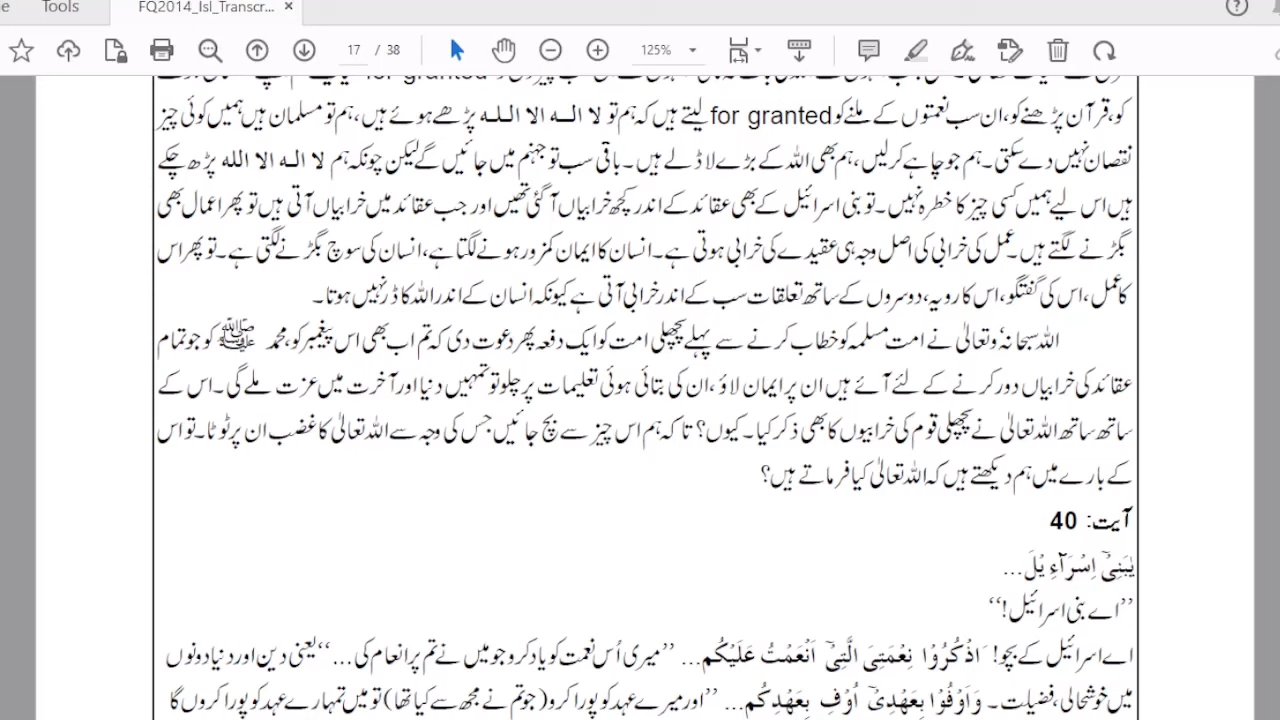 Tools
FQ2014_Isl_Transcr... ×
17 / 38
125%
for granted
کو، قرآن پڑھنے کو، ان سب نعمتوں کے ملنے کو for granted لیتے ہیں کہ ہم تو لا الہ الا اللہ پڑھے ہوئے ہیں، ہم تو مسلمان ہیں ہمیں کوئی چیز
نقصان نہیں دے سکتی۔ ہم جو چاہے کرلیں، ہم بھی اللہ کے بڑے لاڈلے ہیں۔ باقی سب تو جہنم میں جائیں گے لیکن چونکہ ہم لا الہ الا اللہ پڑھ چکے
ہیں اس لیے ہمیں کسی چیز کا خطرہ نہیں۔ تو بنی اسرائیل کے بھی عقائد کے اندر کچھ خرابیاں آ گئی تھیں اور جب عقائد میں خرابیاں آتی ہیں تو پھر اعمال بھی
بگڑنے لگتے ہیں۔ عمل کی خرابی کی اصل وجہ ہی عقیدے کی خرابی ہوتی ہے۔ انسان کا ایمان کمزور ہونے لگتا ہے، انسان کی سوچ بگڑنے لگتی ہے۔ تو پھر اس
کا عمل، اس کی گفتگو، اس کا رویہ، دوسروں کے ساتھ تعلقات سب کے اندر خرابی آتی ہے کیونکہ انسان کے اندر اللہ کا ڈر نہیں ہوتا۔
اللہ سبحانہٗ وتعالیٰ نے امت مسلمہ کو خطاب کرنے سے پہلے پچھلی امت کو ایک دفعہ پھر دعوت دی کہ تم اب بھی اس پیغمبر کو، محمد ﷺ کو جو تمام
عقائد کی خرابیاں دور کرنے کے لئے آئے ہیں ان پر ایمان لاؤ، ان کی بتائی ہوئی تعلیمات پر چلو تو تمہیں دنیا اور آخرت میں عزت ملے گی۔ اس کے
ساتھ ساتھ اللہ تعالیٰ نے پچھلی قوم کی خرابیوں کا بھی ذکر کیا۔ کیوں؟ تا کہ ہم اس چیز سے بچ جائیں جس کی وجہ سے اللہ تعالیٰ کا غضب ان پر ٹوٹا۔ تو اس
کے بارے میں ہم دیکھتے ہیں کہ اللہ تعالیٰ کیا فرماتے ہیں؟
آیت: 40
یٰبَنِیْۤ اِسْرَآءِیْلَ...
’’اے بنی اسرائیل!‘‘
اے اسرائیل کے بچو! اذْکُرُوْا نِعْمَتِیَ الَّتِیْۤ اَنْعَمْتُ عَلَیْکُم... ’’میری اُس نعمت کو یاد کرو جو میں نے تم پر انعام کی...‘‘ یعنی دین اور دنیا دونوں
میں خوشحالی، فضیلت۔ وَاَوْفُوْا بِعَهْدِیْۤ اُوْفِ بِعَهْدِکُم... ’’اور میرے عہد کو پورا کرو (جو تم نے مجھ سے کیا تھا) تو میں تمہارے عہد کو پورا کروں گا